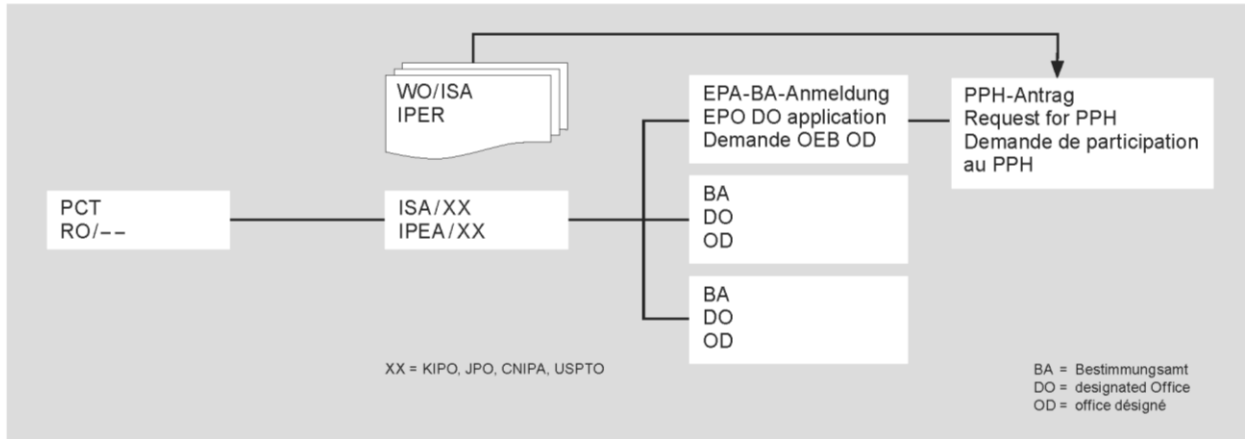 WO/ISA
IPER
EPA-BA-Anmeldung
EPO DO application
Demande OEB OD
PPH-Antrag
Request for PPH
Demande de participation
au PPH
PCT
RO/– –
ISA/XX
IPEA/XX
BA
DO
OD
BA
DO
OD
XX = KIPO, JPO, CNIPA, USPTO
BA = Bestimmungsamt
DO = designated Office
OD = office désigné